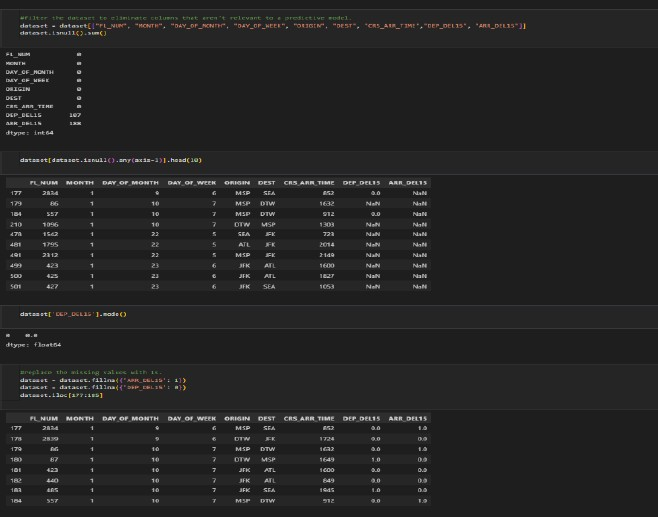 #Filter the dataset to eliminate columns that aren't relevant to a predictive model.
dataset = dataset[["FL_NUM", "MONTH", "DAY_OF_MONTH", "DAY_OF_WEEK", "ORIGIN", "DEST", "CRS_ARR_TIME","DEP_DEL15", "ARR_DEL15"]]
dataset.isnull().sum()
FL_NUM 0
MONTH 0
DAY_OF_MONTH 0
DAY_OF_WEEK 0
ORIGIN 0
DEST 0
CRS_ARR_TIME 0
DEP_DEL15 107
ARR_DEL15 188
dtype: int64
dataset[dataset.isnull().any(axis=1)].head(10)
FL_NUM MONTH DAY_OF_MONTH DAY_OF_WEEK ORIGIN DEST CRS_ARR_TIME DEP_DEL15 ARR_DEL15
177 2834 1 9 6 MSP SEA 852 0.0 NaN
179 86 1 10 7 MSP DTW 1632 NaN NaN
184 557 1 10 7 MSP DTW 912 0.0 NaN
210 1096 1 10 7 DTW MSP 1303 NaN NaN
478 1542 1 22 5 SEA JFK 723 NaN NaN
481 1795 1 22 5 ATL JFK 2014 NaN NaN
491 2312 1 22 5 MSP JFK 2149 NaN NaN
499 423 1 23 6 JFK ATL 1600 NaN NaN
500 425 1 23 6 JFK ATL 1827 NaN NaN
501 427 1 23 6 JFK SEA 1053 NaN NaN
dataset['DEP_DEL15'].mode()
0 0.0
dtype: float64
#replace the missing values with 1s.
dataset = dataset.fillna({'ARR_DEL15': 1})
dataset = dataset.fillna({'DEP_DEL15': 0})
dataset.iloc[177:185]
FL_NUM MONTH DAY_OF_MONTH DAY_OF_WEEK ORIGIN DEST CRS_ARR_TIME DEP_DEL15 ARR_DEL15
177 2834 1 9 6 MSP SEA 852 0.0 1.0
178 2839 1 9 6 DTW JFK 1724 0.0 0.0
179 86 1 10 7 MSP DTW 1632 0.0 1.0
180 87 1 10 7 DTW MSP 1649 1.0 0.0
181 423 1 10 7 JFK ATL 1600 0.0 0.0
182 440 1 10 7 JFK ATL 849 0.0 0.0
183 485 1 10 7 JFK SEA 1945 1.0 0.0
184 557 1 10 7 MSP DTW 912 0.0 1.0